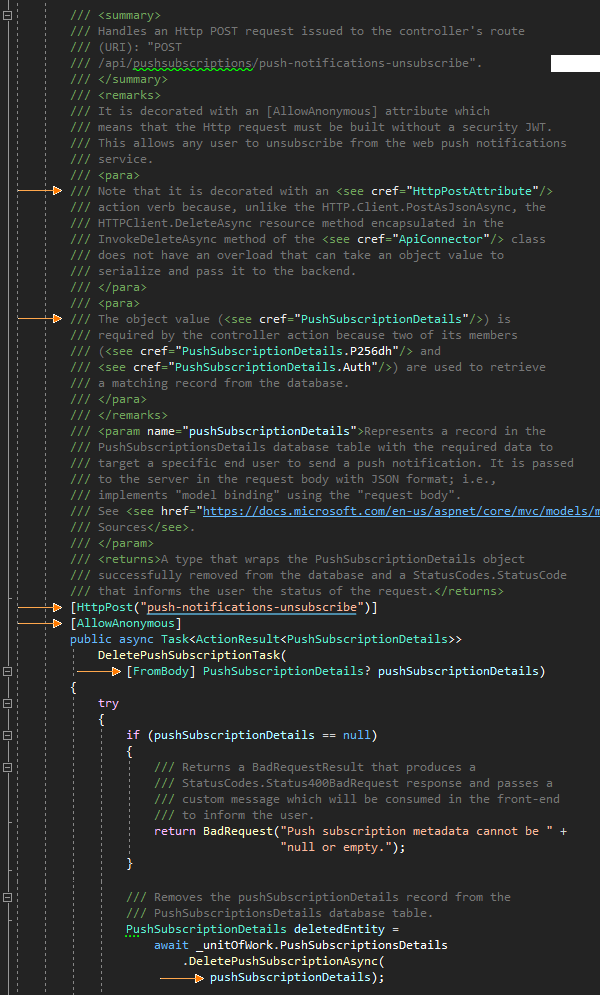 /// <summary>
/// Handles an Http POST request issued to the controller's route
/// (URI): "POST
/// /api/pushsubscriptions/push-notifications-unsubscribe".
/// </summary>
/// <remarks>
/// It is decorated with an [AllowAnonymous] attribute which
/// means that the Http request must be built without a security JWT.
/// This allows any user to unsubscribe from the web push notifications
/// service.
/// <para>
/// Note that it is decorated with an <see cref="HttpPostAttribute"/>
/// action verb because, unlike the HTTP.Client.PostAsJsonAsync, the
/// HTTPClient.DeleteAsync resource method encapsulated in the
/// InvokeDeleteAsync method of the <see cref="ApiConnector"/> class
/// does not have an overload that can take an object value to
/// serialize and pass it to the backend.
/// </para>
/// <para>
/// The object value (<see cref="PushSubscriptionDetails"/>) is
/// required by the controller action because two of its members
/// (<see cref="PushSubscriptionDetails.P256dh"/> and
/// <see cref="PushSubscriptionDetails.Auth"/>) are used to retrieve
/// a matching record from the database.
/// </para>
/// </remarks>
/// <param name="pushSubscriptionDetails">Represents a record in the
/// PushSubscriptionsDetails database table with the required data to
/// target a specific end user to send a push notification. It is passed
/// to the server in the request body with JSON format; i.e.,
/// implements "model binding" using the "request body".
/// See <see href="https://docs.microsoft.com/en-us/aspnet/core/mvc/models/m
/// Sources</see>.
/// </param>
/// <returns>A type that wraps the PushSubscriptionDetails object
/// successfully removed from the database and a StatusCodes.StatusCode
/// that informs the user the status of the request.</returns>
[HttpPost("push-notifications-unsubscribe")]
[AllowAnonymous]
public async Task<ActionResult<PushSubscriptionDetails>>
DeletePushSubscriptionTask(
[FromBody] PushSubscriptionDetails? pushSubscriptionDetails)
{
try
{
if (pushSubscriptionDetails == null)
{
/// Returns a BadRequestResult that produces a
/// StatusCodes.Status400BadRequest response and passes a
/// custom message which will be consumed in the front-end
/// to inform the user.
return BadRequest("Push subscription metadata cannot be " +
"null or empty.");
}
/// Removes the pushSubscriptionDetails record from the
/// PushSubscriptionsDetails database table.
PushSubscriptionDetails deletedEntity =
await _unitOfWork.PushSubscriptionsDetails
.DeletePushSubscriptionAsync(
pushSubscriptionDetails);